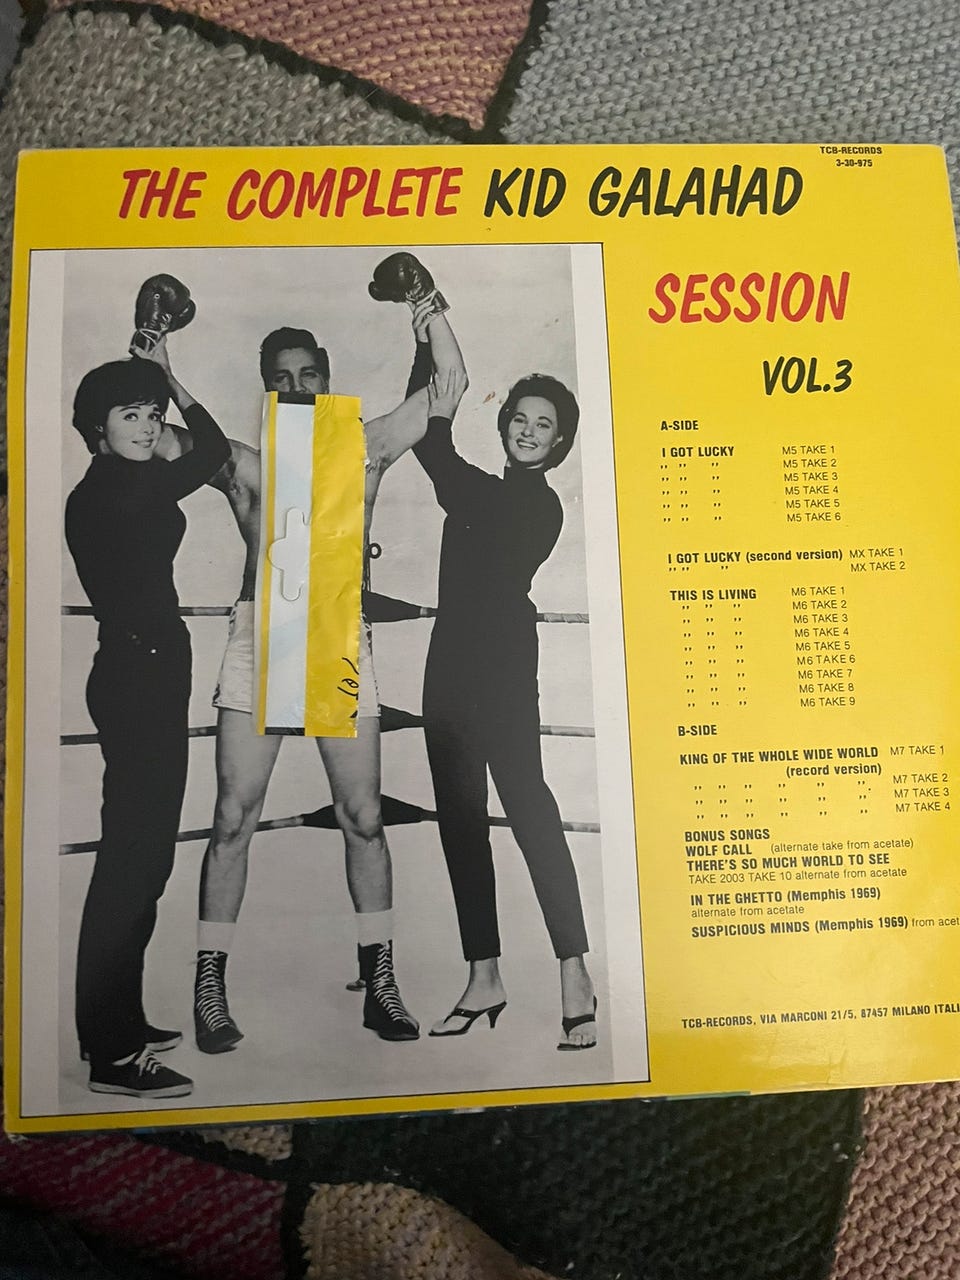 TCB-RECORDS
3-30-975
THE COMPLETE KID GALAHAD
SESSION
VOL.3
A-SIDE
I GOT LUCKY M5 TAKE 1
,, ,, ,, M5 TAKE 2
,, ,, ,, M5 TAKE 3
,, ,, ,, M5 TAKE 4
,, ,, ,, M5 TAKE 5
,, ,, ,, M5 TAKE 6
I GOT LUCKY (second version) MX TAKE 1
,, ,, ,, MX TAKE 2
THIS IS LIVING M6 TAKE 1
,, ,, ,, M6 TAKE 2
,, ,, ,, M6 TAKE 3
,, ,, ,, M6 TAKE 4
,, ,, ,, M6 TAKE 5
,, ,, ,, M6 TAKE 6
,, ,, ,, M6 TAKE 7
,, ,, ,, M6 TAKE 8
,, ,, ,, M6 TAKE 9
B-SIDE
KING OF THE WHOLE WIDE WORLD M7 TAKE 1
(record version)
,, ,, ,, ,, ,, ,, M7 TAKE 2
,, ,, ,, ,, ,, ,, M7 TAKE 3
,, ,, ,, ,, ,, ,, M7 TAKE 4
BONUS SONGS
WOLF CALL (alternate take from acetate)
THERE'S SO MUCH WORLD TO SEE
TAKE 2003 TAKE 10 alternate from acetate
IN THE GHETTO (Memphis 1969)
alternate from acetate
SUSPICIOUS MINDS (Memphis 1969) from acet
TCB-RECORDS, VIA MARCONI 21/5, 87457 MILANO ITALI